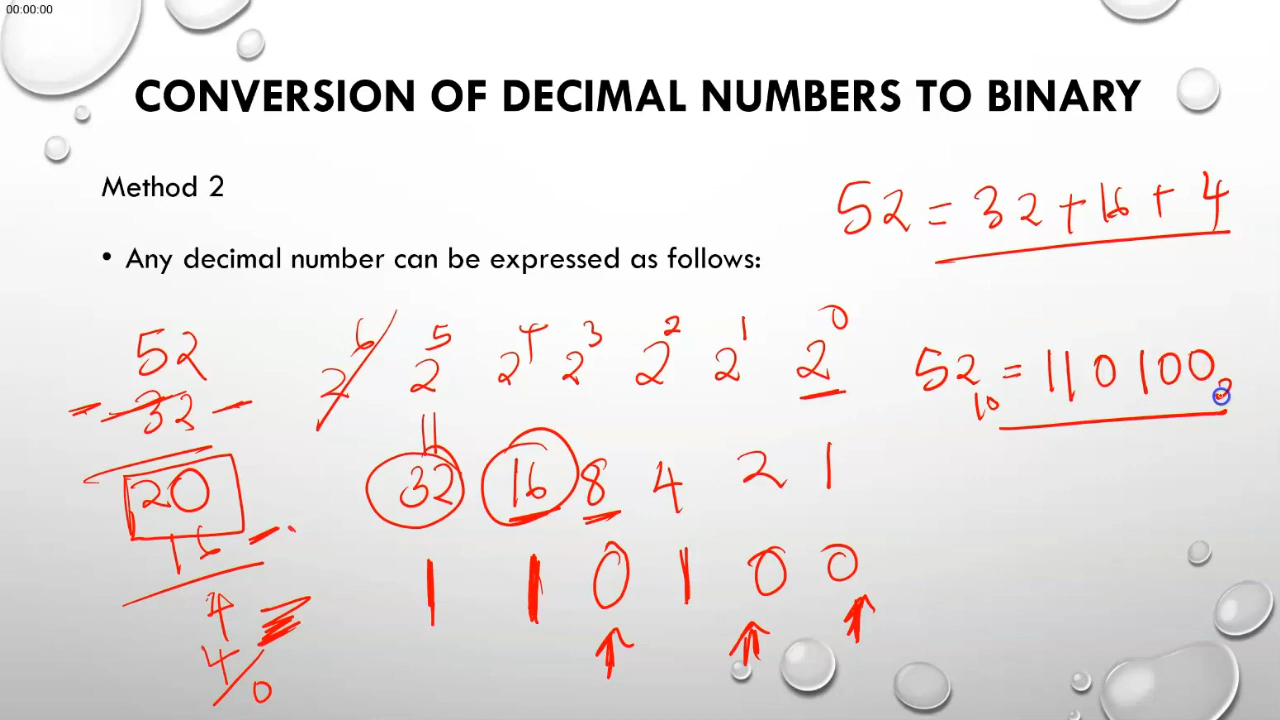 00:00:00
CONVERSION OF DECIMAL NUMBERS TO BINARY
Method 2
52 = 32 + 16 + 4
• Any decimal number can be expressed as follows:
52
- 32 -
20
16 -
4
4
0
2⁶ 2⁵ 2⁴ 2³ 2² 2¹ 2⁰
32 16 8 4 2 1
1 1 0 1 0 0
52₁₀ = 110100₂